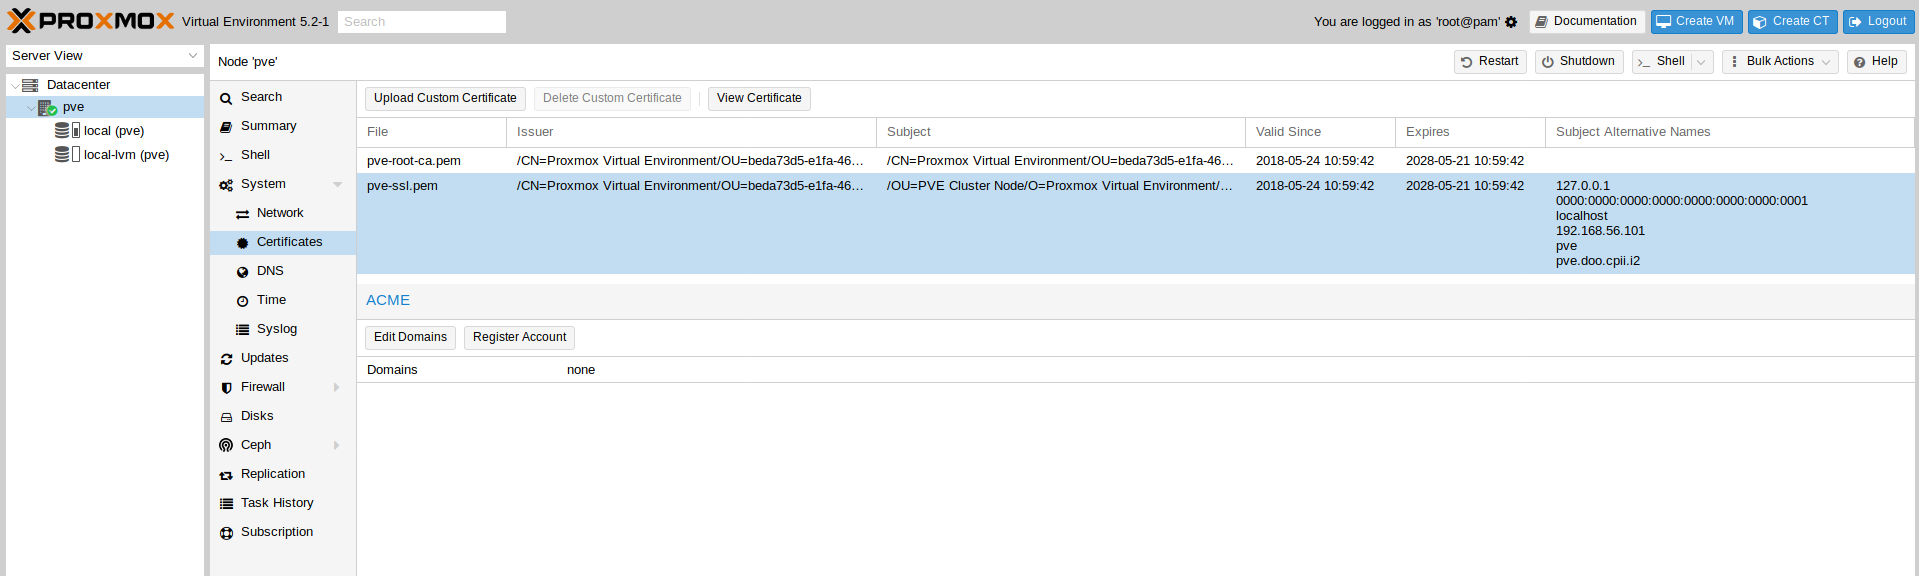 PROXMOX Virtual Environment 5.2-1 Search You are logged in as 'root@pam' Documentation Create VM Create CT Logout
Server View
Datacenter
pve
local (pve)
local-lvm (pve)
Node 'pve' Restart Shutdown >_ Shell Bulk Actions Help
Search
Summary
>_ Shell
System
Network
Certificates
DNS
Time
Syslog
Updates
Firewall
Disks
Ceph
Replication
Task History
Subscription
Upload Custom Certificate Delete Custom Certificate View Certificate
File Issuer Subject Valid Since Expires Subject Alternative Names
pve-root-ca.pem /CN=Proxmox Virtual Environment/OU=beda73d5-e1fa-46... /CN=Proxmox Virtual Environment/OU=beda73d5-e1fa-46... 2018-05-24 10:59:42 2028-05-21 10:59:42
pve-ssl.pem /CN=Proxmox Virtual Environment/OU=beda73d5-e1fa-46... /OU=PVE Cluster Node/O=Proxmox Virtual Environment/... 2018-05-24 10:59:42 2028-05-21 10:59:42 127.0.0.1
0000:0000:0000:0000:0000:0000:0000:0001
localhost
192.168.56.101
pve
pve.doo.cpii.i2
ACME
Edit Domains Register Account
Domains none